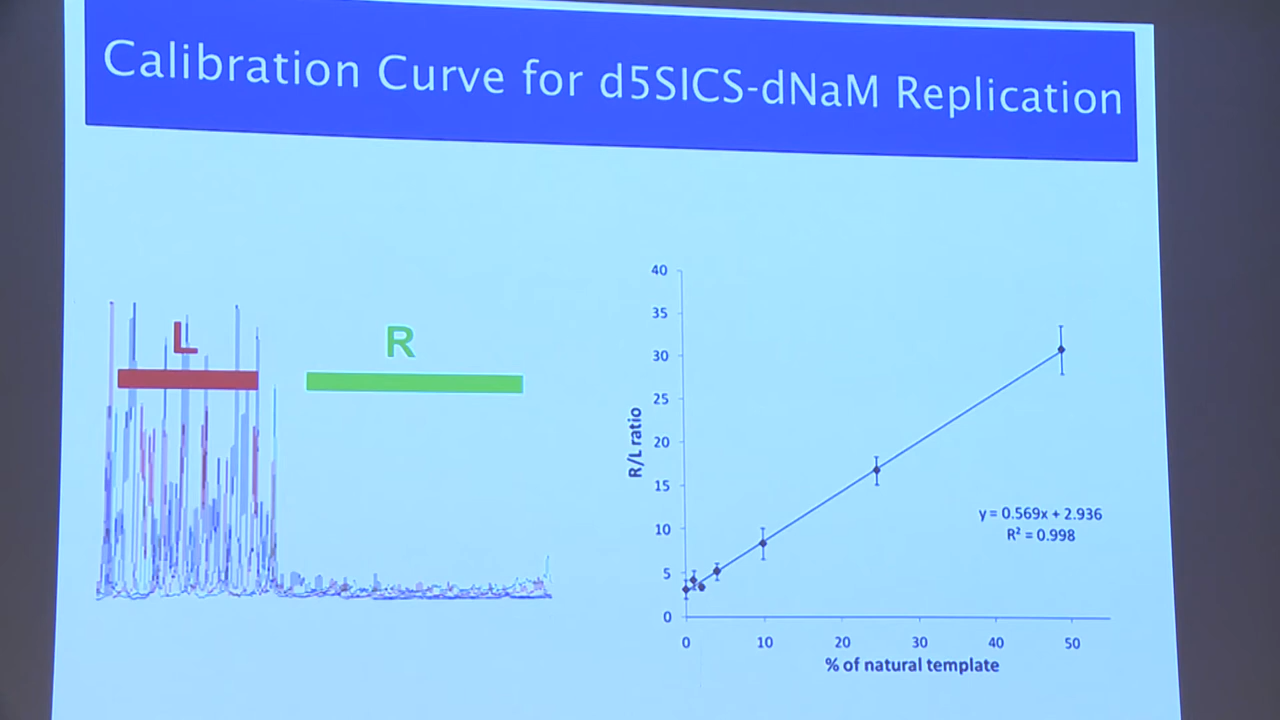 Calibration Curve for d5SICS-dNaM Replication
L
R
40
35
30
25
20
15
10
5
0
R/L ratio
y = 0.569x + 2.936
R² = 0.998
0 10 20 30 40 50
% of natural template